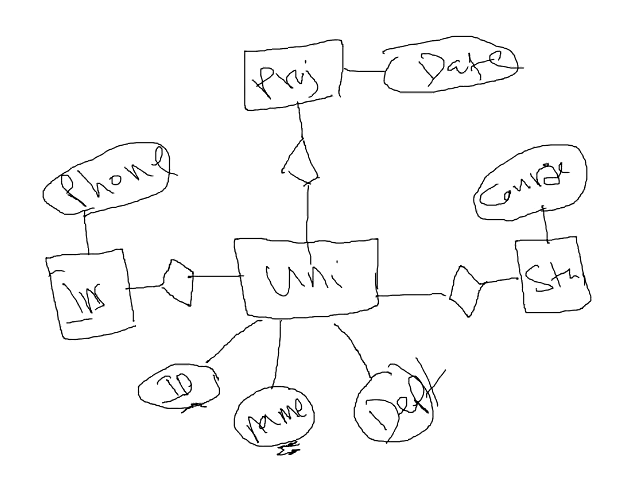 Proj
Date
Phone
Course
Ins
Uni
Stu
ID
name
Dept